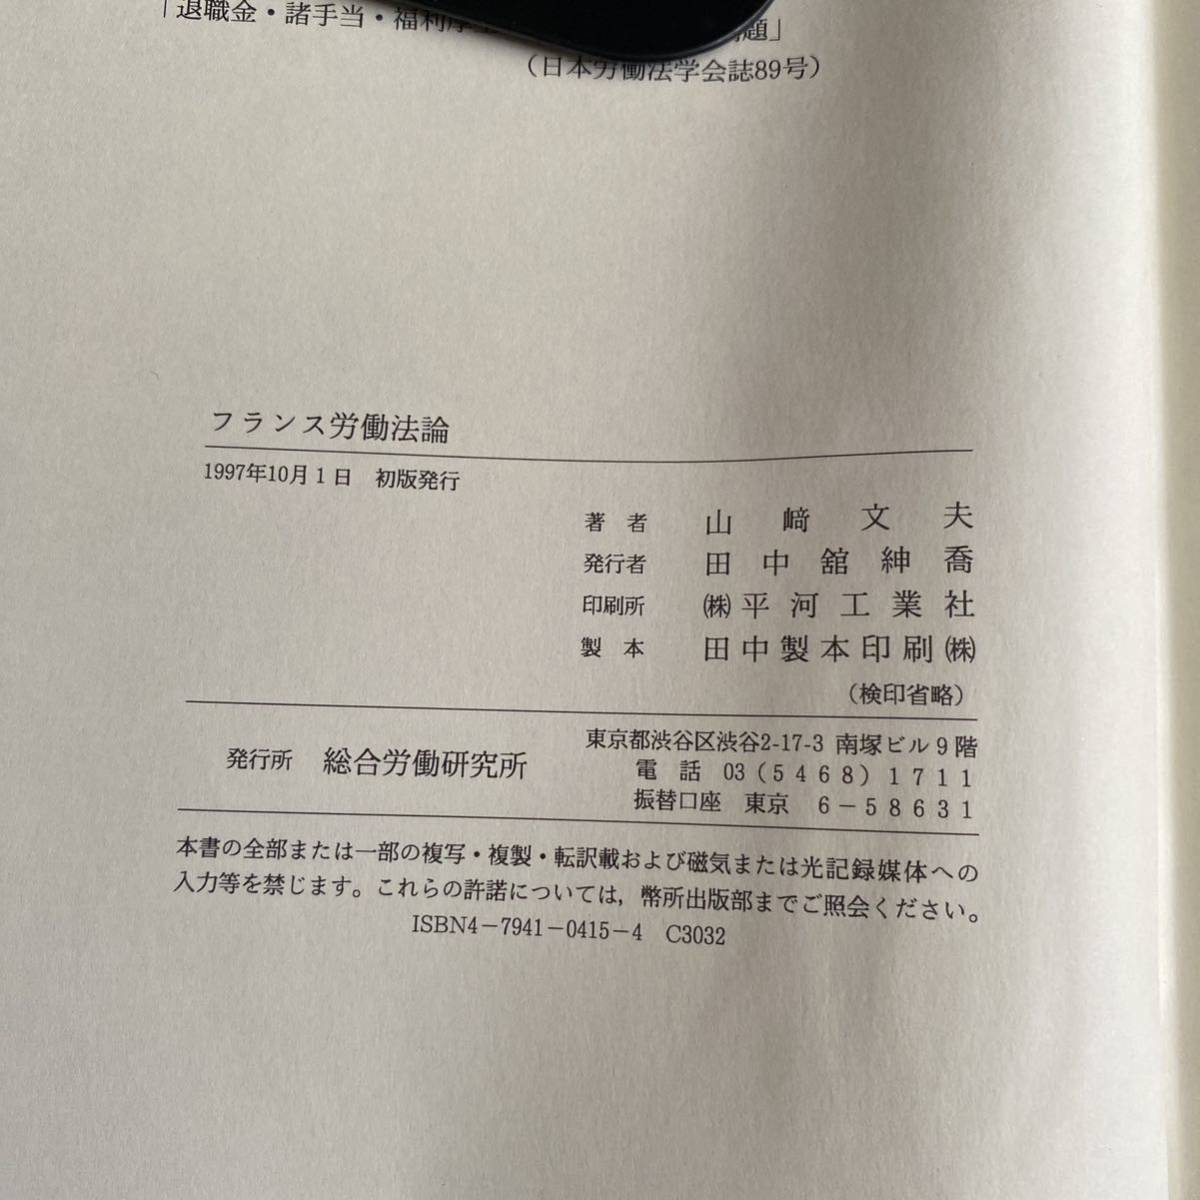 「退職金・諸手当・福利厚 題」
（日本労働法学会誌89号）
フランス労働法論
1997年10月1日　初版発行
著　者　山﨑文夫
発行者　田中舘紳喬
印刷所　㈱平河工業社
製　本　田中製本印刷㈱
（検印省略）
発行所　総合労働研究所
東京都渋谷区渋谷2-17-3 南塚ビル9階
電　話　03(5468)1711
振替口座　東京　6－58631
本書の全部または一部の複写・複製・転訳載および磁気または光記録媒体への
入力等を禁じます。これらの許諾については，幣所出版部までご照会ください。
ISBN4－7941－0415－4　C3032